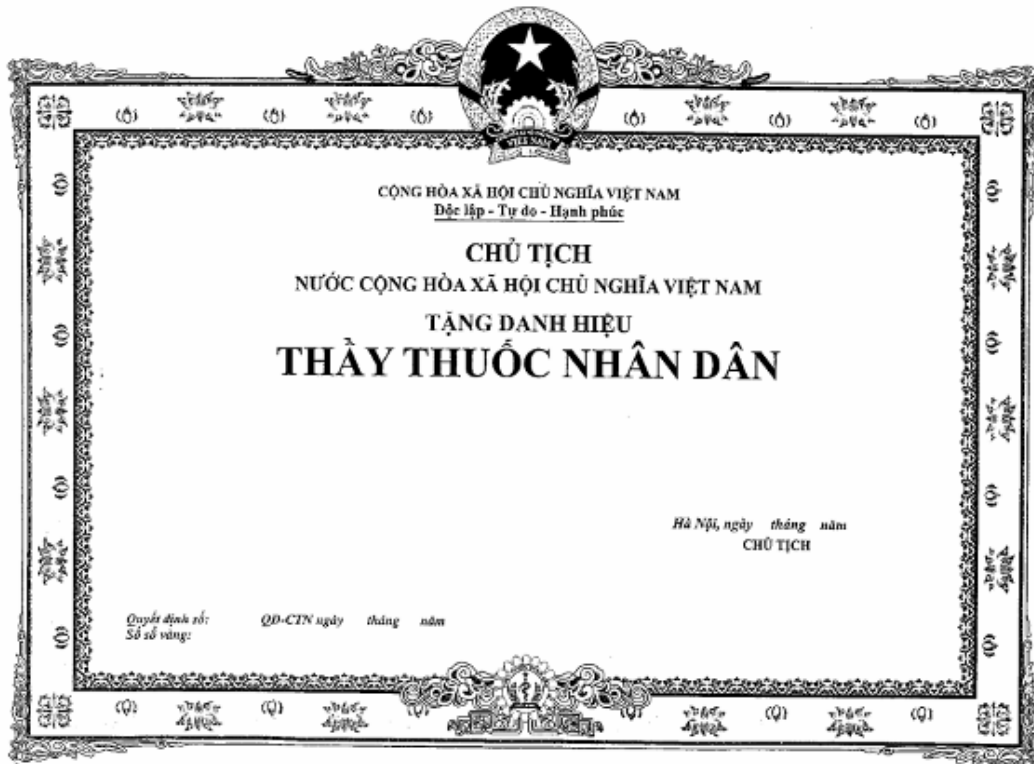 VIỆT NAM
CỘNG HÒA XÃ HỘI CHỦ NGHĨA VIỆT NAM
Độc lập - Tự do - Hạnh phúc
CHỦ TỊCH
NƯỚC CỘNG HÒA XÃ HỘI CHỦ NGHĨA VIỆT NAM
TẶNG DANH HIỆU
THẦY THUỐC NHÂN DÂN
Hà Nội, ngày tháng năm
CHỦ TỊCH
Quyết định số: QĐ-CTN ngày tháng năm
Số sổ vàng: